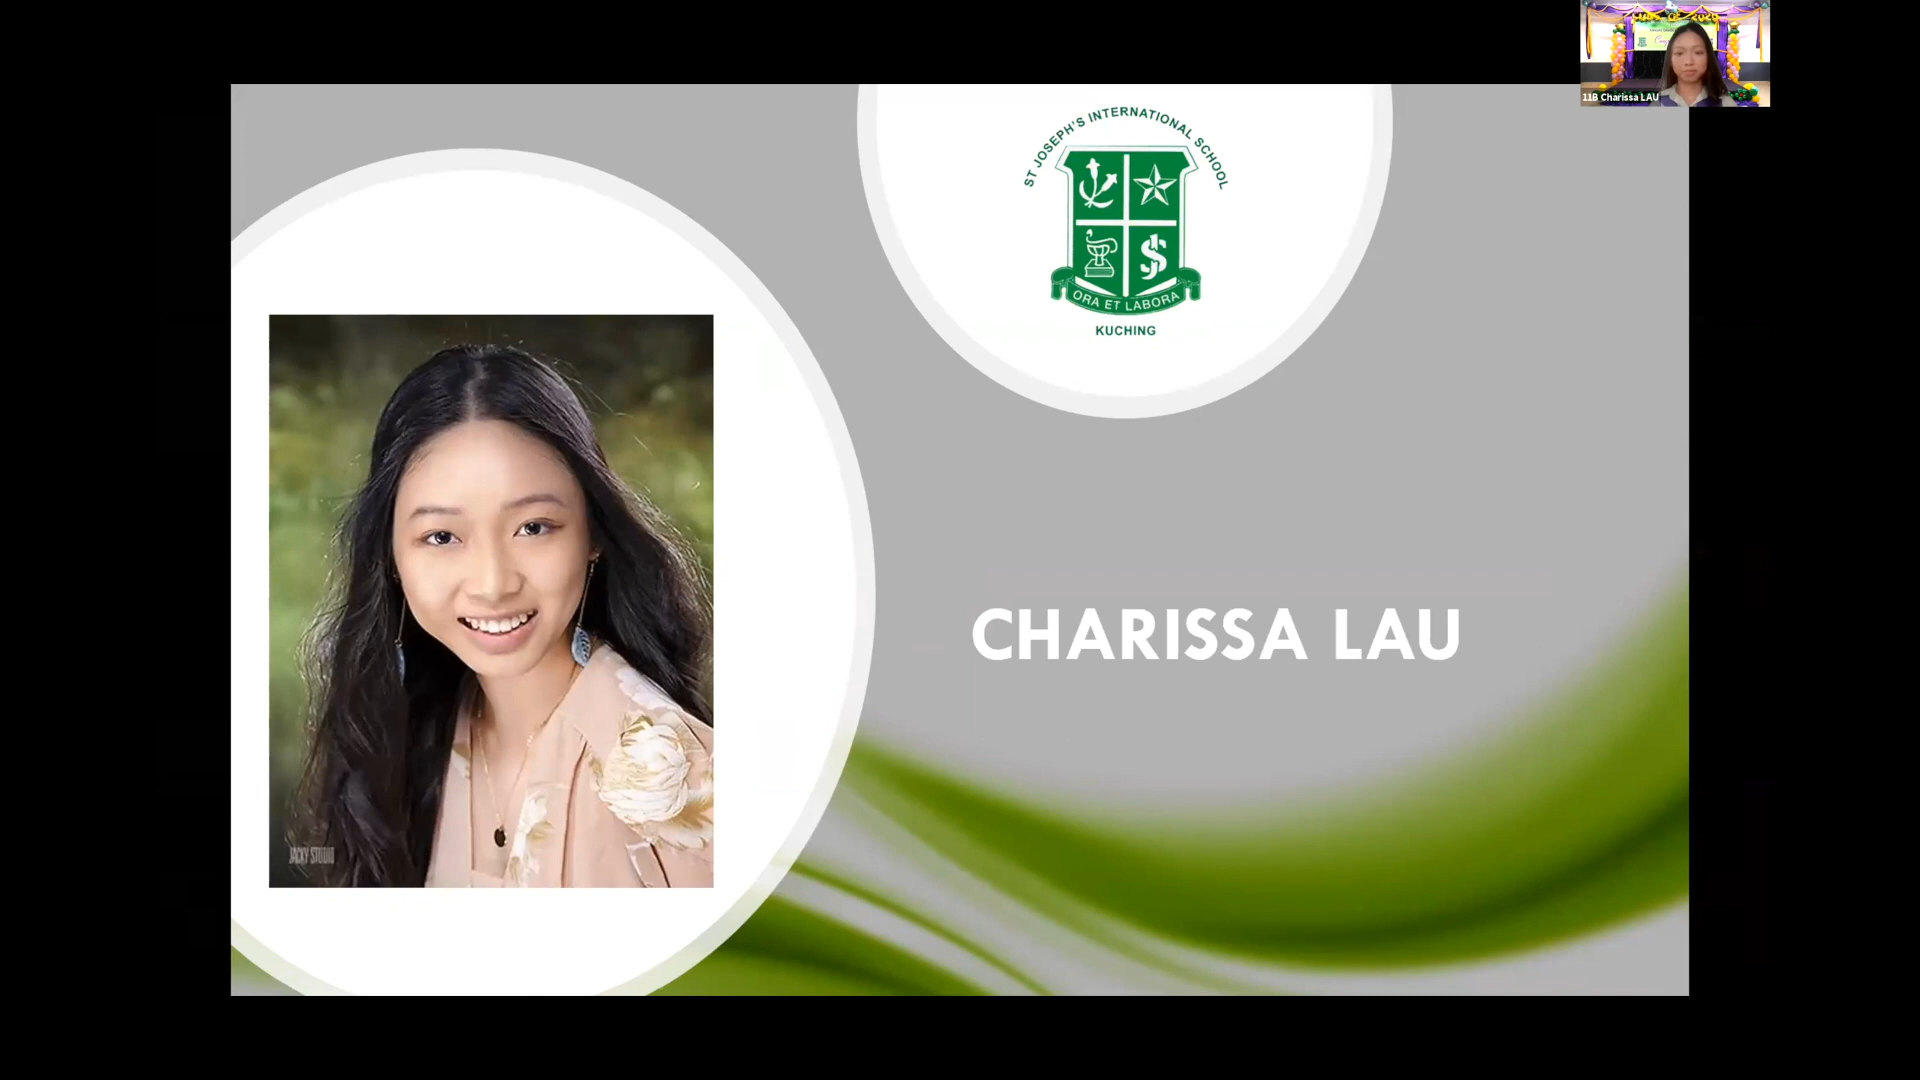 ST JOSEPH'S INTERNATIONAL SCHOOL
ORA ET LABORA
KUCHING
CHARISSA LAU
JACKY STUDIO
11B Charissa LAU